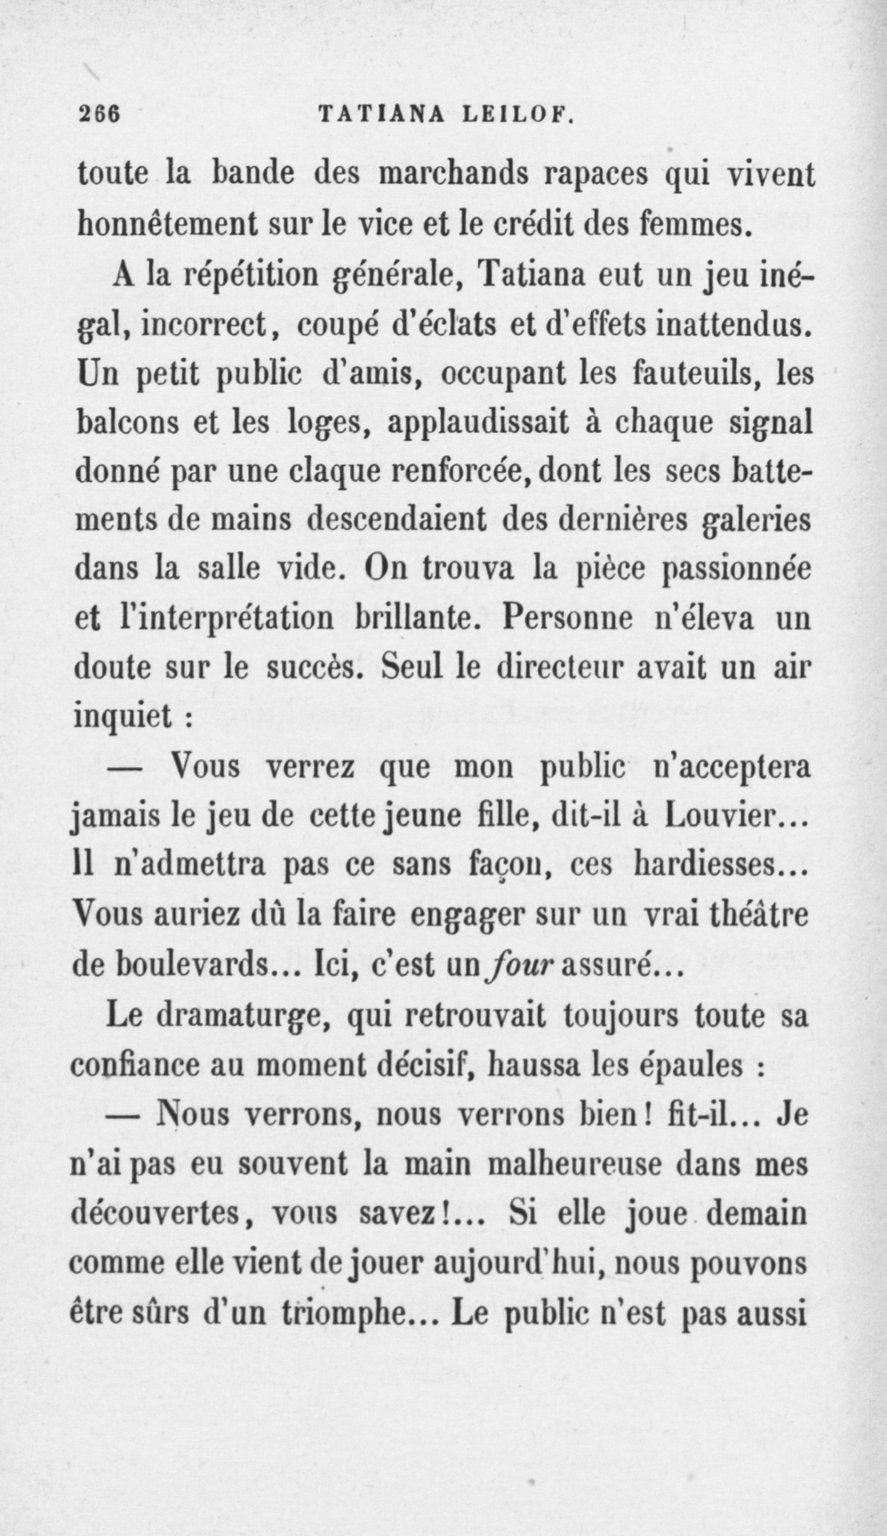 266 TATIANA LEILOF.
toute la bande des marchands rapaces qui vivent
honnêtement sur le vice et le crédit des femmes.
A la répétition générale, Tatiana eut un jeu iné-
gal, incorrect, coupé d'éclats et d'effets inattendus.
Un petit public d'amis, occupant les fauteuils, les
balcons et les loges, applaudissait à chaque signal
donné par une claque renforcée, dont les secs batte-
ments de mains descendaient des dernières galeries
dans la salle vide. On trouva la pièce passionnée
et l'interprétation brillante. Personne n'éleva un
doute sur le succès. Seul le directeur avait un air
inquiet :
— Vous verrez que mon public n'acceptera
jamais le jeu de cette jeune fille, dit-il à Louvier...
Il n'admettra pas ce sans façon, ces hardiesses...
Vous auriez dû la faire engager sur un vrai théâtre
de boulevards... Ici, c'est un four assuré...
Le dramaturge, qui retrouvait toujours toute sa
confiance au moment décisif, haussa les épaules :
— Nous verrons, nous verrons bien! fit-il... Je
n'ai pas eu souvent la main malheureuse dans mes
découvertes, vous savez!... Si elle joue demain
comme elle vient de jouer aujourd'hui, nous pouvons
être sûrs d'un triomphe... Le public n'est pas aussi